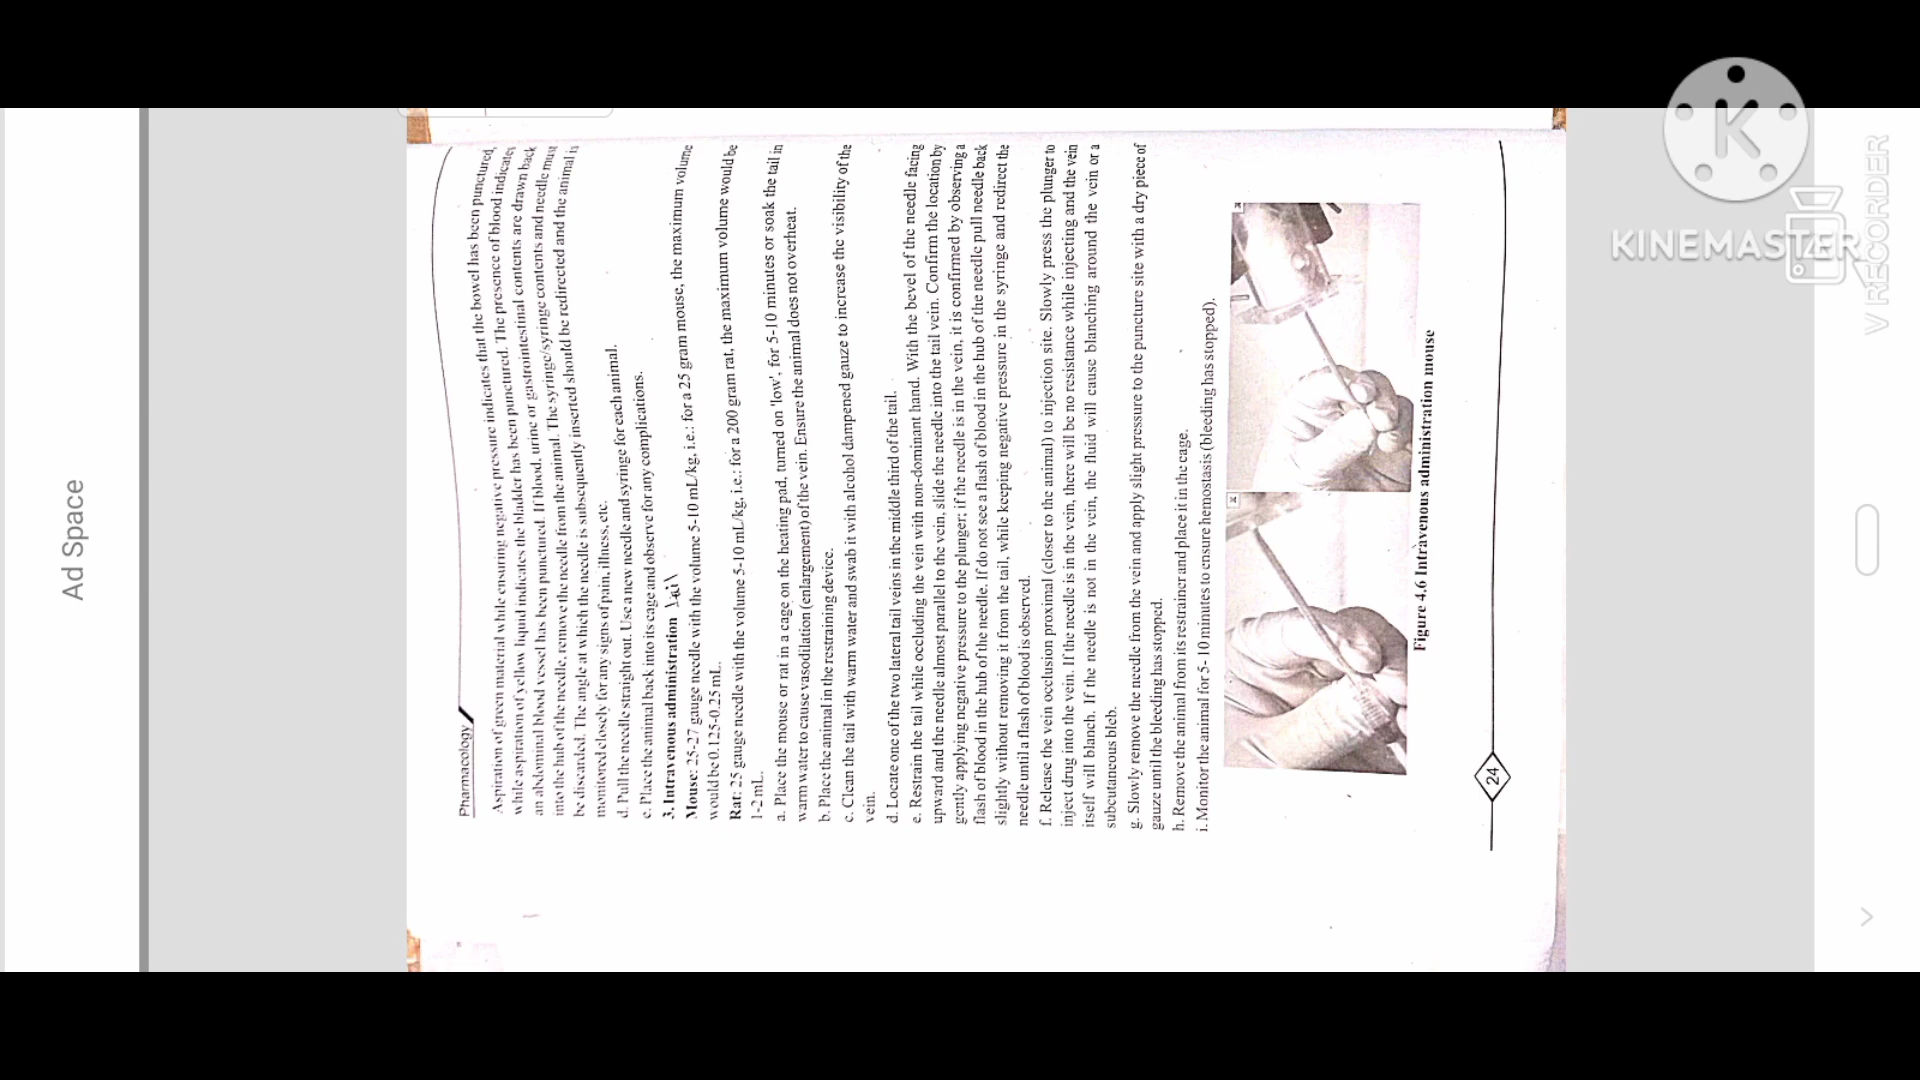 Pharmacology
Aspiration of green material while ensuring negative pressure indicates that the bowel has been punctured,
while aspiration of yellow liquid indicates the bladder has been punctured. The presence of blood indicates
an abdominal blood vessel has been punctured. If blood, urine or gastrointestinal contents are drawn back
into the hub of the needle, remove the needle from the animal. The syringe/syringe contents and needle must
be discarded. The angle at which the needle is subsequently inserted should be redirected and the animal is
monitored closely for any signs of pain, illness, etc.
d. Pull the needle straight out. Use a new needle and syringe for each animal.
e. Place the animal back into its cage and observe for any complications.
3. Intravenous administration
Mouse: 25-27 gauge needle with the volume 5-10 mL/kg, i.e.: for a 25 gram mouse, the maximum volume
would be 0.125-0.25 mL.
Rat: 25 gauge needle with the volume 5-10 mL/kg, i.e.: for a 200 gram rat, the maximum volume would be
1-2 mL.
a. Place the mouse or rat in a cage on the heating pad, turned on 'low', for 5-10 minutes or soak the tail in
warm water to cause vasodilation (enlargement) of the vein. Ensure the animal does not overheat.
b. Place the animal in the restraining device.
c. Clean the tail with warm water and swab it with alcohol dampened gauze to increase the visibility of the
vein.
d. Locate one of the two lateral tail veins in the middle third of the tail.
e. Restrain the tail while occluding the vein with non-dominant hand. With the bevel of the needle facing
upward and the needle almost parallel to the vein, slide the needle into the tail vein. Confirm the location by
gently applying negative pressure to the plunger; if the needle is in the vein, it is confirmed by observing a
flash of blood in the hub of the needle. If do not see a flash of blood in the hub of the needle pull needle back
slightly without removing it from the tail, while keeping negative pressure in the syringe and redirect the
needle until a flash of blood is observed.
f. Release the vein occlusion proximal (closer to the animal) to injection site. Slowly press the plunger to
inject drug into the vein. If the needle is in the vein, there will be no resistance while injecting and the vein
itself will blanch. If the needle is not in the vein, the fluid will cause blanching around the vein or a
subcutaneous bleb.
g. Slowly remove the needle from the vein and apply slight pressure to the puncture site with a dry piece of
gauze until the bleeding has stopped.
h. Remove the animal from its restrainer and place it in the cage.
i. Monitor the animal for 5- 10 minutes to ensure hemostasis (bleeding has stopped).
Figure 4.6 Intravenous administration mouse
24
Ad Space
K
KINEMASTER
V RECORDER